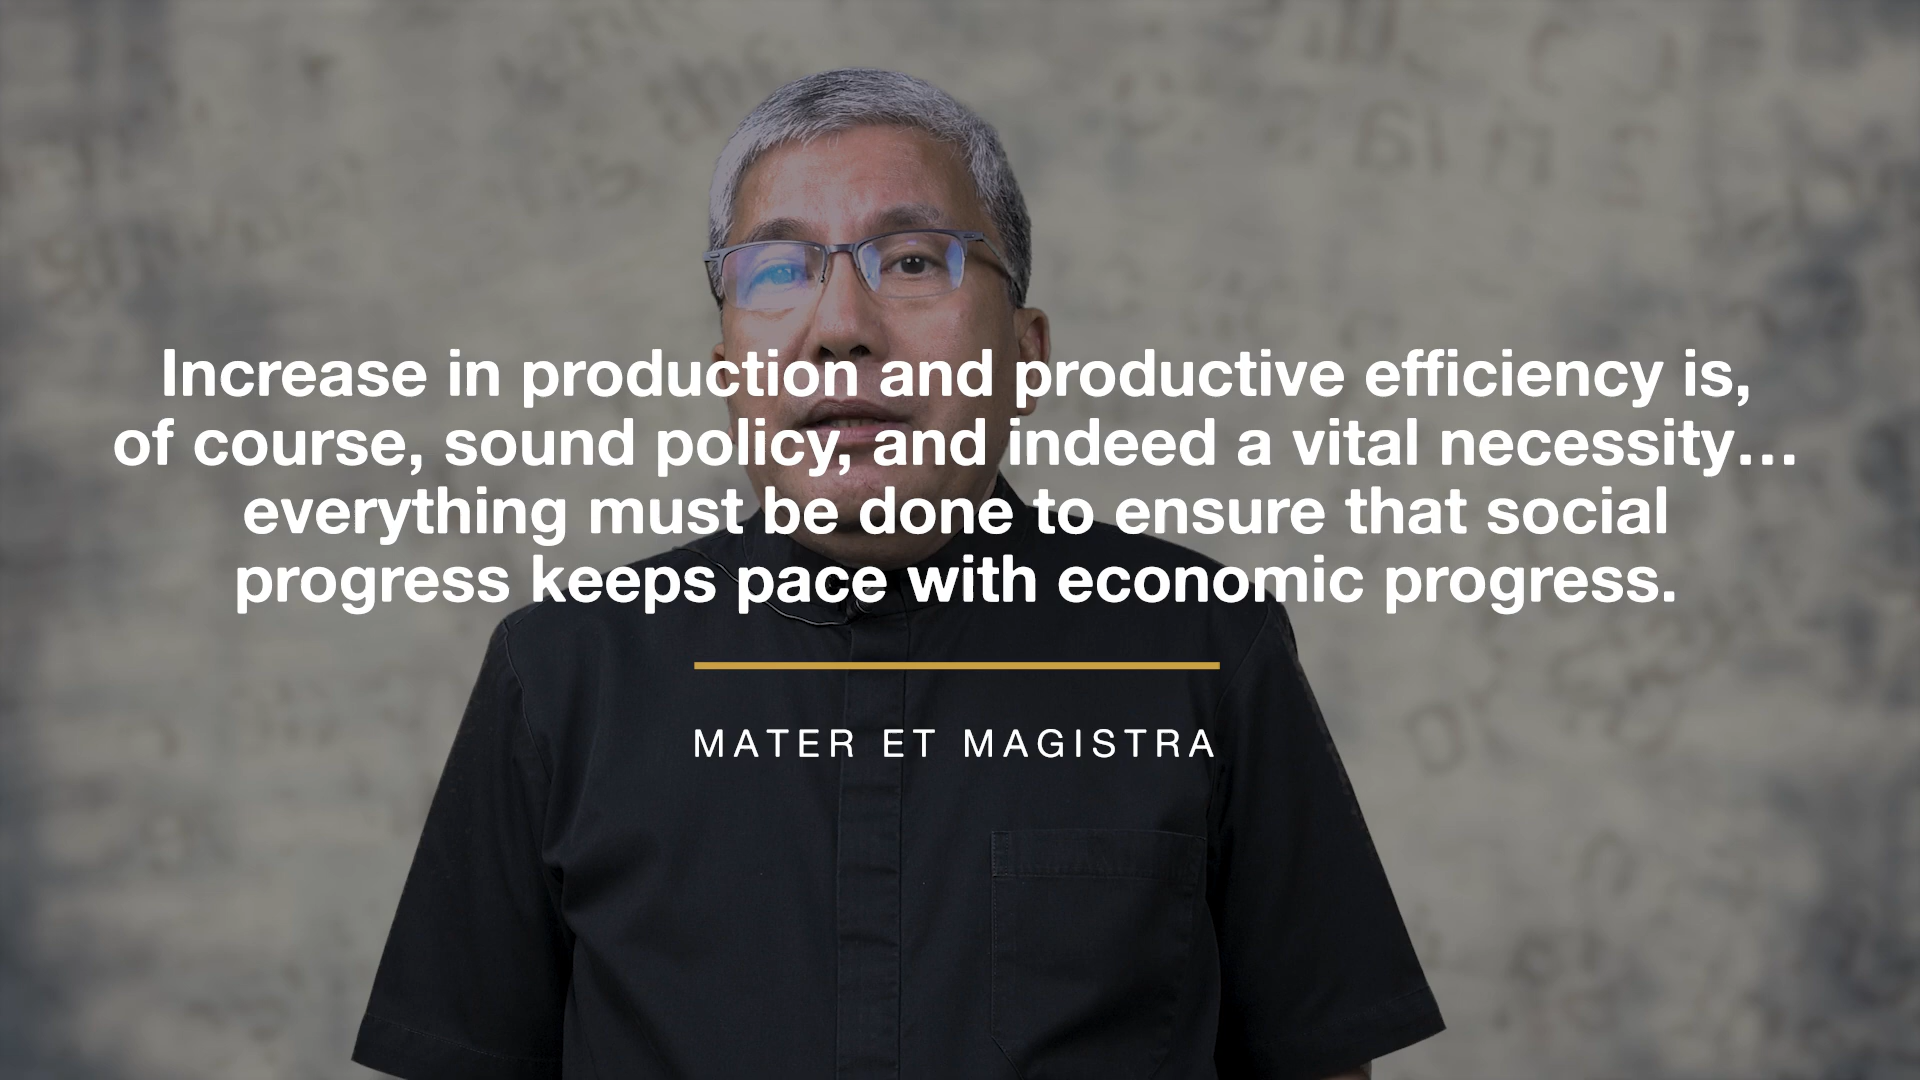 Increase in production and productive efficiency is,
of course, sound policy, and indeed a vital necessity…
everything must be done to ensure that social
progress keeps pace with economic progress.
MATER ET MAGISTRA